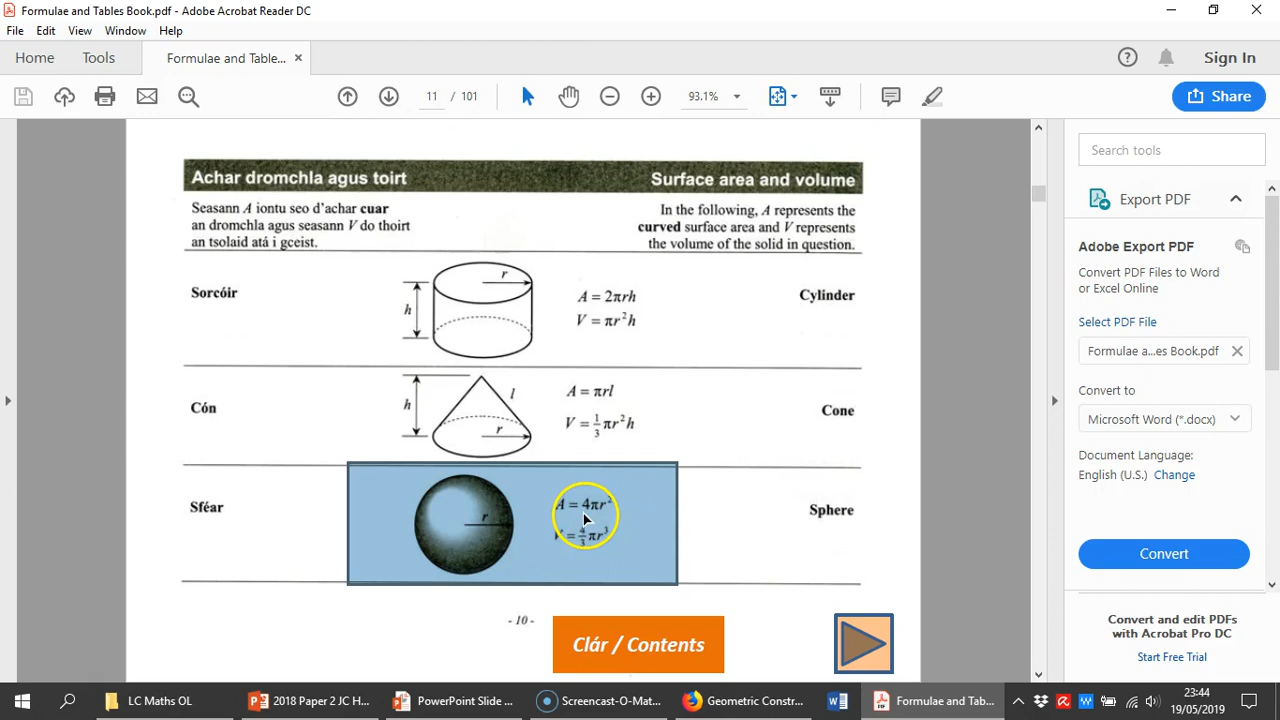 Formulae and Tables Book.pdf - Adobe Acrobat Reader DC
File Edit View Window Help
Home Tools Formulae and Table... × Sign In
11 / 101 93.1% Share
Achar dromchla agus toirt Surface area and volume
Seasann A iontu seo d'achar cuar
an dromchla agus seasann V do thoirt
an tsolaid atá i gceist.
In the following, A represents the
curved surface area and V represents
the volume of the solid in question.
Sorcóir h r A = 2πrh Cylinder
V = πr²h
Cón h l r A = πrl Cone
V = 1/3 πr²h
Sféar r A = 4πr² Sphere
V = 4/3 πr³
- 10 -
Clár / Contents
Search tools
Export PDF
Adobe Export PDF
Convert PDF Files to Word
or Excel Online
Select PDF File
Formulae a...es Book.pdf ×
Convert to
Microsoft Word (*.docx)
Document Language:
English (U.S.) Change
Convert
Convert and edit PDFs
with Acrobat Pro DC
Start Free Trial
LC Maths OL 2018 Paper 2 JC H... PowerPoint Slide ... Screencast-O-Mat... Geometric Constr... Formulae and Tab... 23:44
19/05/2019